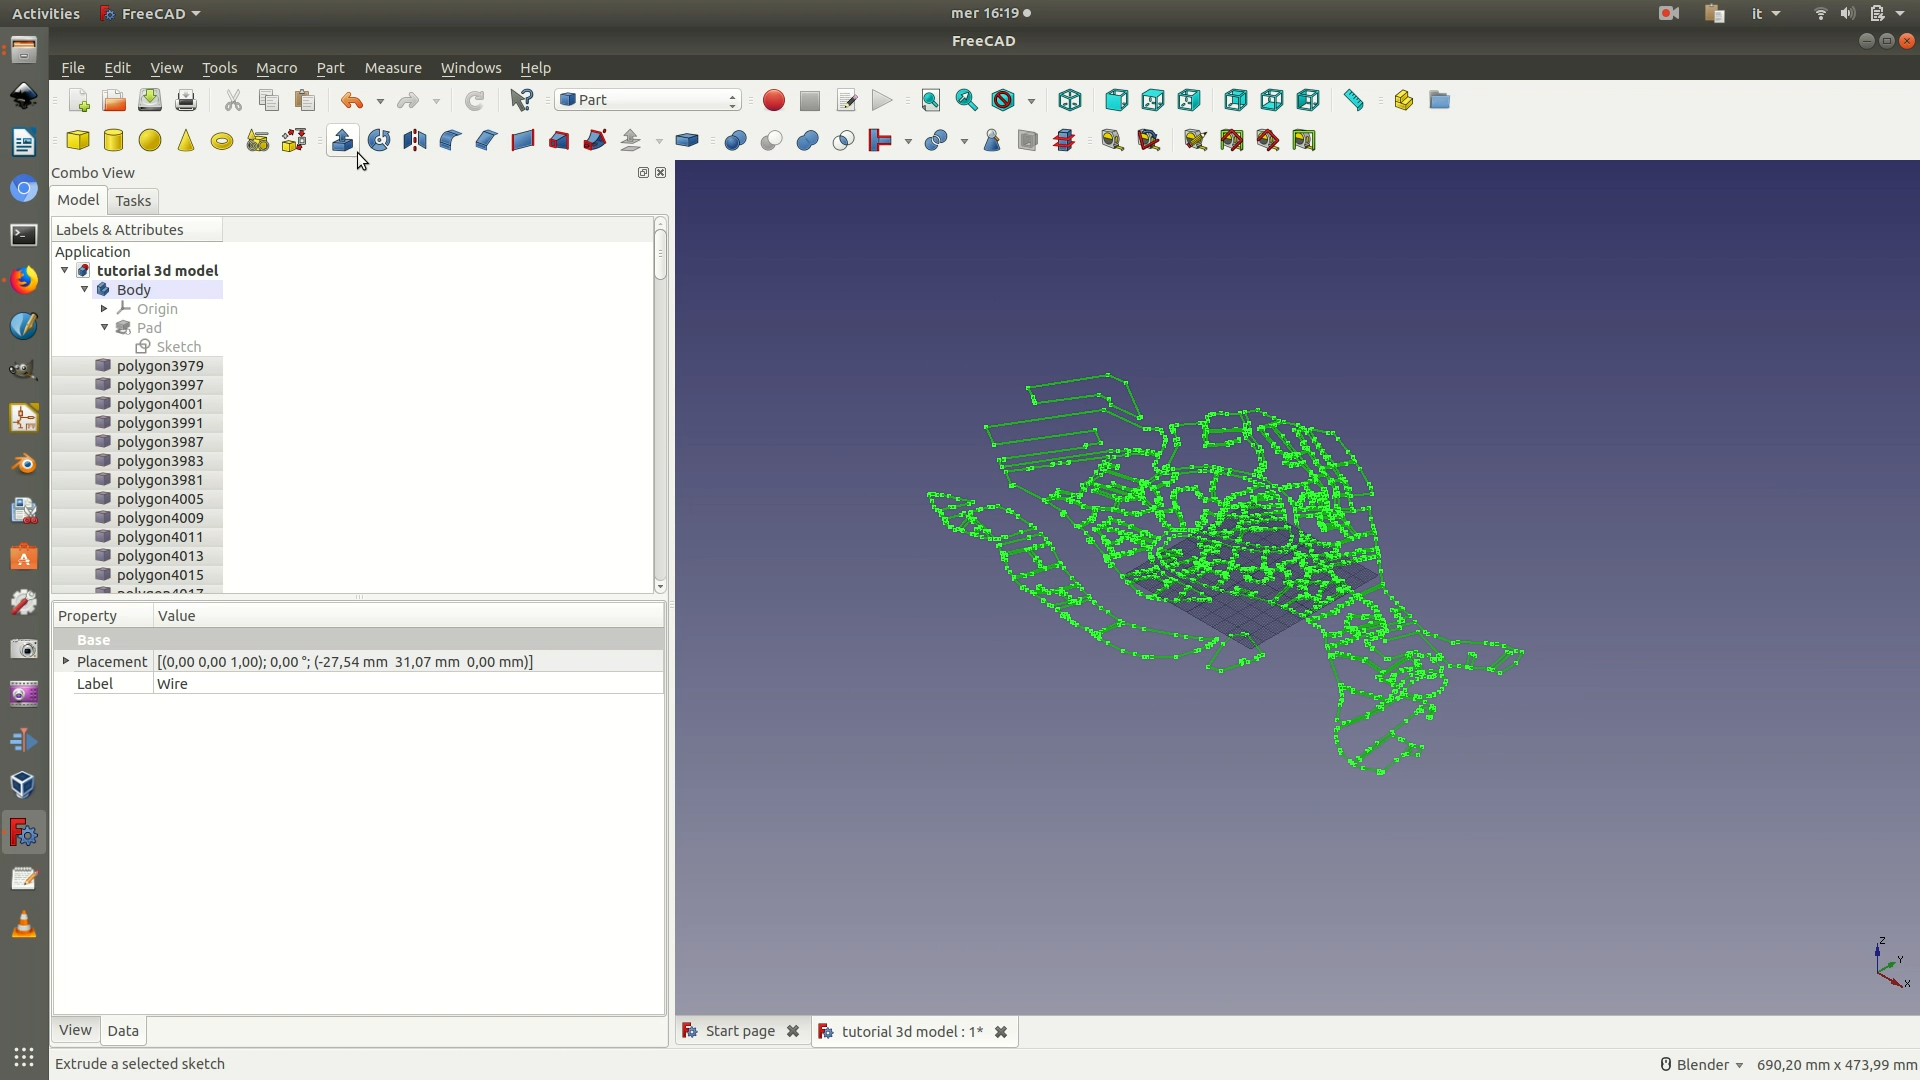 Activities FreeCAD mer 16:19 it
FreeCAD
File Edit View Tools Macro Part Measure Windows Help
Part
Combo View
Model Tasks
Labels & Attributes
Application
tutorial 3d model
Body
Origin
Pad
Sketch
polygon3979
polygon3997
polygon4001
polygon3991
polygon3987
polygon3983
polygon3981
polygon4005
polygon4009
polygon4011
polygon4013
polygon4015
polygon4017
Property Value
Base
Placement [(0,00 0,00 1,00); 0,00 °; (-27,54 mm 31,07 mm 0,00 mm)]
Label Wire
Z
Y
X
View Data
Start page tutorial 3d model : 1*
Extrude a selected sketch Blender 690,20 mm x 473,99 mm